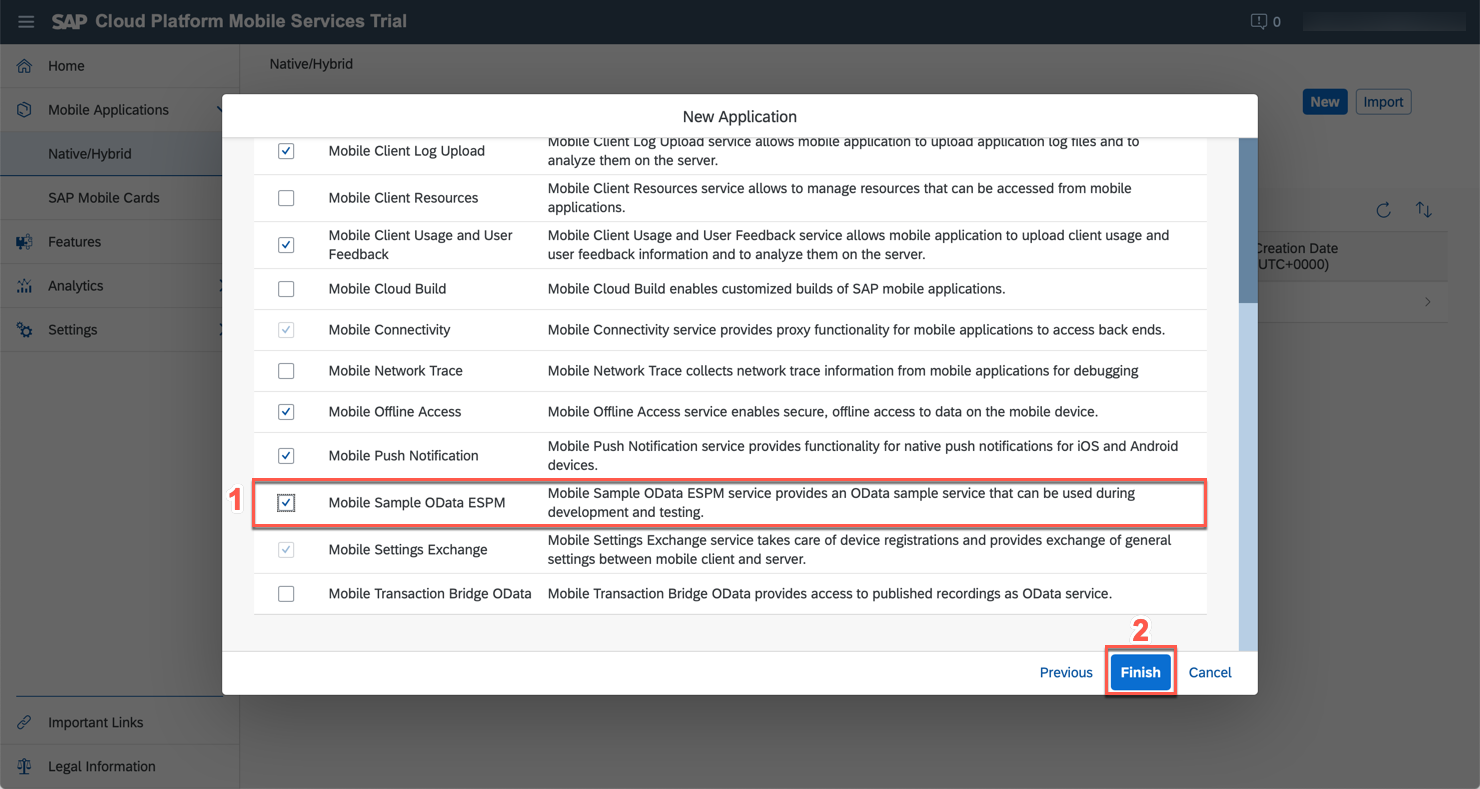 SAP Cloud Platform Mobile Services Trial
0
Home
Native/Hybrid
Mobile Applications
Native/Hybrid
SAP Mobile Cards
Features
Analytics
Settings
Important Links
Legal Information
New
Import
Creation Date
(UTC+0000)
New Application
Mobile Client Log Upload
Mobile Client Log Upload service allows mobile application to upload application log files and to
analyze them on the server.
Mobile Client Resources
Mobile Client Resources service allows to manage resources that can be accessed from mobile
applications.
Mobile Client Usage and User
Feedback
Mobile Client Usage and User Feedback service allows mobile application to upload client usage and
user feedback information and to analyze them on the server.
Mobile Cloud Build
Mobile Cloud Build enables customized builds of SAP mobile applications.
Mobile Connectivity
Mobile Connectivity service provides proxy functionality for mobile applications to access back ends.
Mobile Network Trace
Mobile Network Trace collects network trace information from mobile applications for debugging
Mobile Offline Access
Mobile Offline Access service enables secure, offline access to data on the mobile device.
Mobile Push Notification
Mobile Push Notification service provides functionality for native push notifications for iOS and Android
devices.
1
Mobile Sample OData ESPM
Mobile Sample OData ESPM service provides an OData sample service that can be used during
development and testing.
Mobile Settings Exchange
Mobile Settings Exchange service takes care of device registrations and provides exchange of general
settings between mobile client and server.
Mobile Transaction Bridge OData
Mobile Transaction Bridge OData provides access to published recordings as OData service.
2
Previous
Finish
Cancel